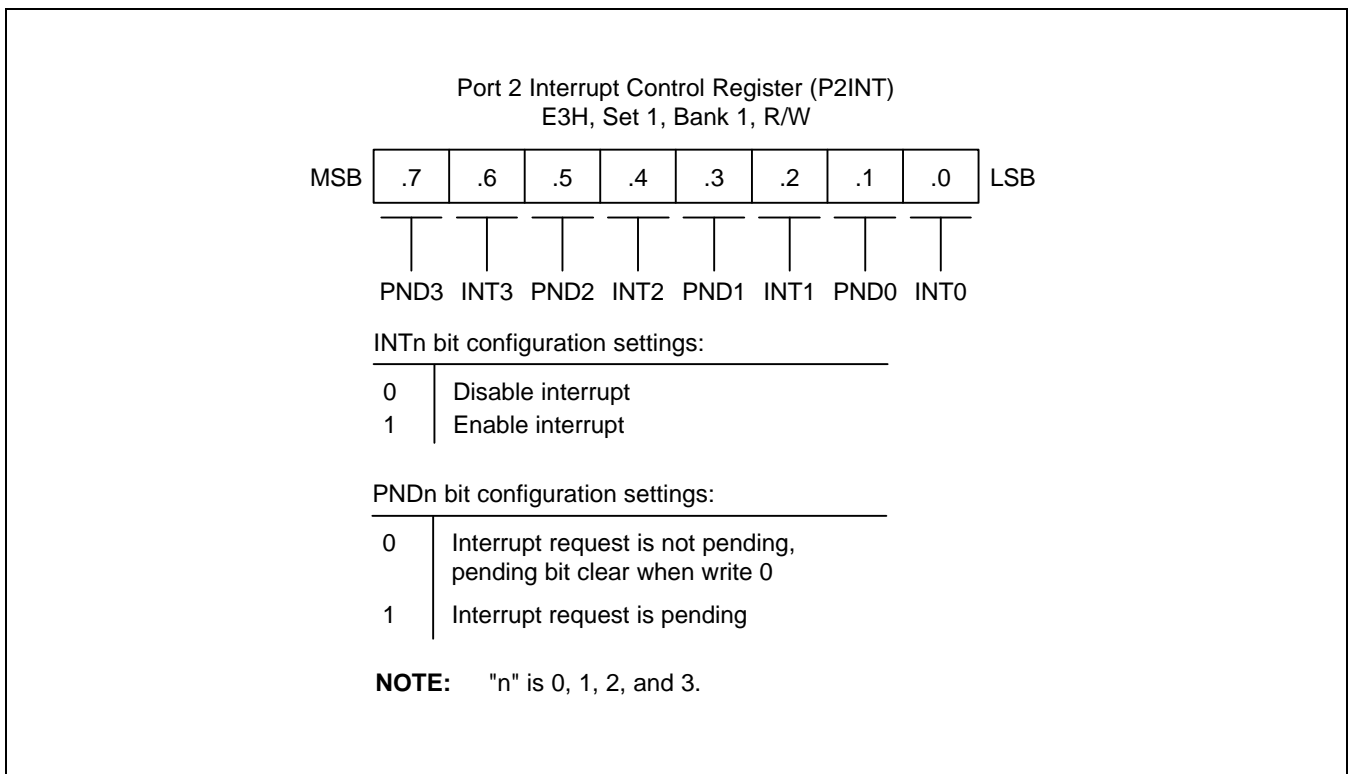 Port 2 Interrupt Control Register (P2INT)
E3H, Set 1, Bank 1, R/W
MSB .7 .6 .5 .4 .3 .2 .1 .0 LSB
PND3 INT3 PND2 INT2 PND1 INT1 PND0 INT0
INTn bit configuration settings:
0 Disable interrupt
1 Enable interrupt
PNDn bit configuration settings:
0 Interrupt request is not pending,
pending bit clear when write 0
1 Interrupt request is pending
NOTE: "n" is 0, 1, 2, and 3.